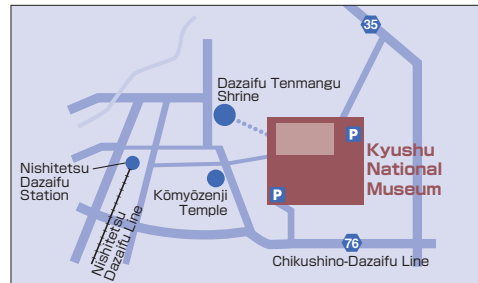 35
Dazaifu Tenmangu
Shrine
P
Kyushu
National
Museum
Nishitetsu
Dazaifu
Station
Kōmyōzenji
Temple
P
Nishitetsu
Dazaifu Line
76
Chikushino-Dazaifu Line